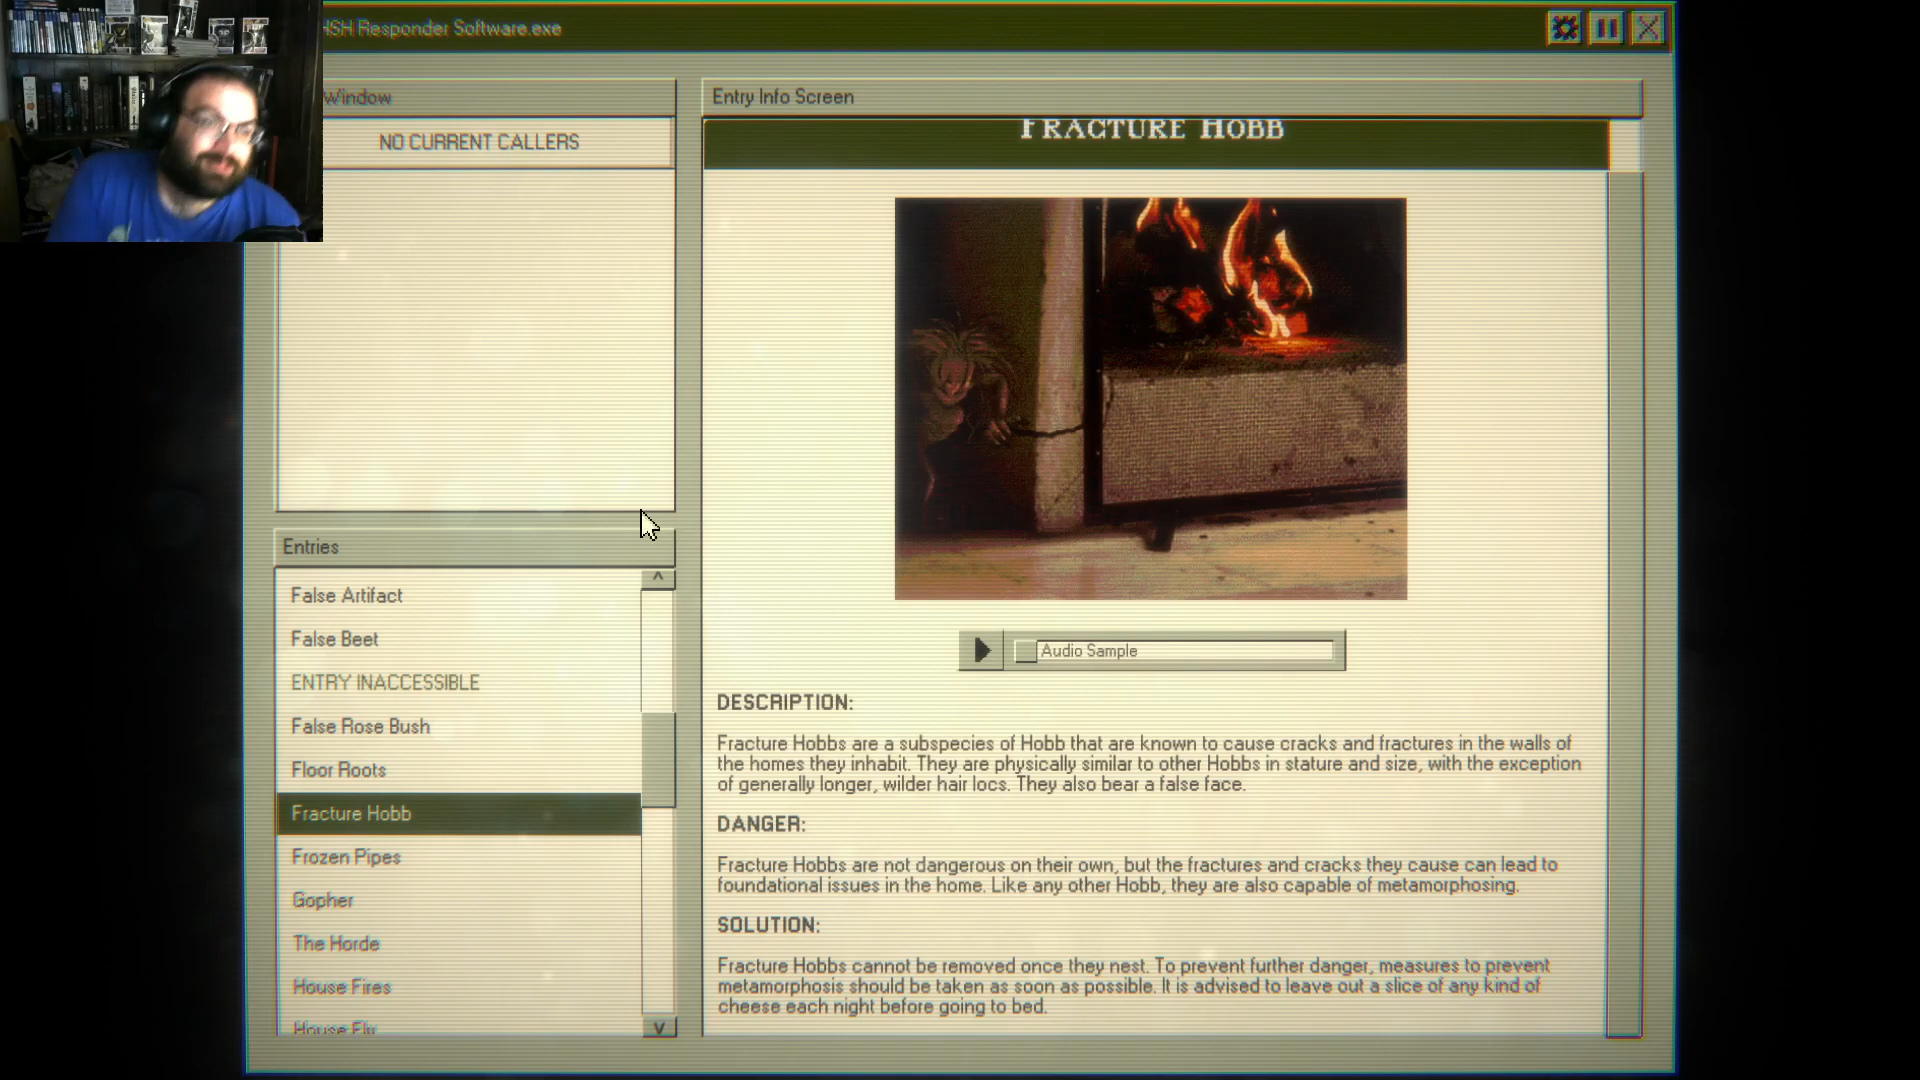 HSH Responder Software.exe
Window
NO CURRENT CALLERS
Entries
False Artifact
False Beet
ENTRY INACCESSIBLE
False Rose Bush
Floor Roots
Fracture Hobb
Frozen Pipes
Gopher
The Horde
House Fires
House Fly
Entry Info Screen
FRACTURE HOBB
Audio Sample
DESCRIPTION:
Fracture Hobbs are a subspecies of Hobb that are known to cause cracks and fractures in the walls of
the homes they inhabit. They are physically similar to other Hobbs in stature and size, with the exception
of generally longer, wilder hair locs. They also bear a false face.
DANGER:
Fracture Hobbs are not dangerous on their own, but the fractures and cracks they cause can lead to
foundational issues in the home. Like any other Hobb, they are also capable of metamorphosing.
SOLUTION:
Fracture Hobbs cannot be removed once they nest. To prevent further danger, measures to prevent
metamorphosis should be taken as soon as possible. It is advised to leave out a slice of any kind of
cheese each night before going to bed.